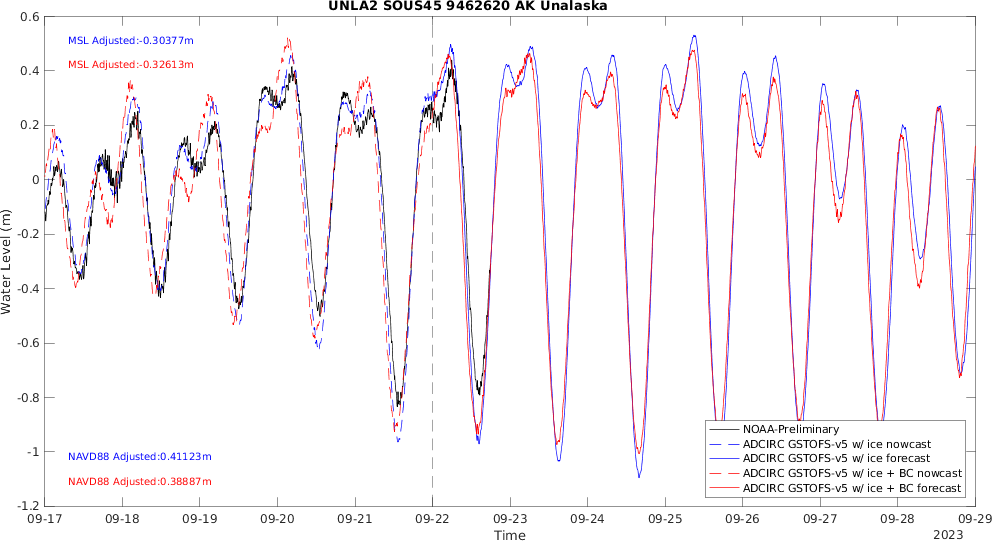 UNLA2 SOUS45 9462620 AK Unalaska
0.6
0.4
0.2
0
-0.2
-0.4
-0.6
-0.8
-1
-1.2
Water Level (m)
MSL Adjusted:-0.30377m
MSL Adjusted:-0.32613m
NAVD88 Adjusted:0.41123m
NAVD88 Adjusted:0.38887m
NOAA-Preliminary
ADCIRC GSTOFS-v5 w/ ice nowcast
ADCIRC GSTOFS-v5 w/ ice forecast
ADCIRC GSTOFS-v5 w/ ice + BC nowcast
ADCIRC GSTOFS-v5 w/ ice + BC forecast
09-17 09-18 09-19 09-20 09-21 09-22 09-23 09-24 09-25 09-26 09-27 09-28 09-29
Time
2023